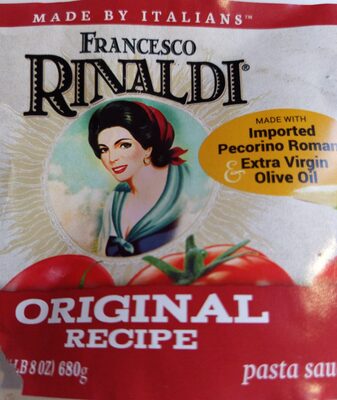 MADE BY ITALIANS™
FRANCESCO
RINALDI®
MADE WITH
Imported
Pecorino Roman
& Extra Virgin
Olive Oil
ORIGINAL
RECIPE
LB 8 OZ) 680g
pasta sau